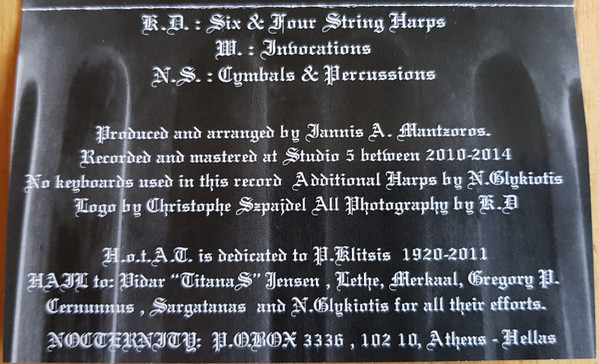 K.D. : Six & Four String Harps
W. : Invocations
N.S. : Cymbals & Percussions
Produced and arranged by Iannis A. Mantzoros.
Recorded and mastered at Studio 5 between 2010-2014
No keyboards used in this record Additional Harps by N.Glykiotis
Logo by Christophe Szpajdel All Photography by K.D
H.o.t.A.T. is dedicated to P.Klitsis 1920-2011
HAIL to: Vidar “TitanaS” Jensen , Lethe, Merkaal, Gregory P.
Cernunnus , Sargatanas and N.Glykiotis for all their efforts.
NOCTERNITY: P.O.BOX 3336 , 102 10, Athens - Hellas